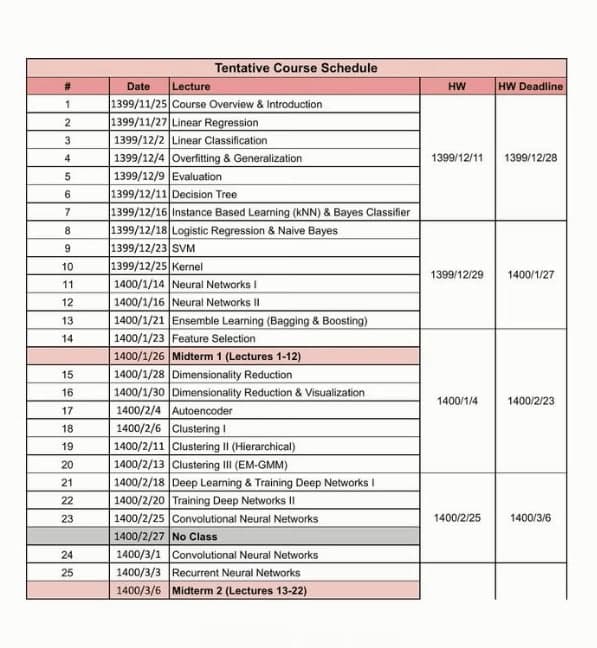 Tentative Course Schedule
# Date Lecture HW HW Deadline
1 1399/11/25 Course Overview & Introduction
2 1399/11/27 Linear Regression
3 1399/12/2 Linear Classification
4 1399/12/4 Overfitting & Generalization 1399/12/11 1399/12/28
5 1399/12/9 Evaluation
6 1399/12/11 Decision Tree
7 1399/12/16 Instance Based Learning (kNN) & Bayes Classifier
8 1399/12/18 Logistic Regression & Naive Bayes
9 1399/12/23 SVM
10 1399/12/25 Kernel
1399/12/29 1400/1/27
11 1400/1/14 Neural Networks I
12 1400/1/16 Neural Networks II
13 1400/1/21 Ensemble Learning (Bagging & Boosting)
14 1400/1/23 Feature Selection
1400/1/26 Midterm 1 (Lectures 1-12)
15 1400/1/28 Dimensionality Reduction
16 1400/1/30 Dimensionality Reduction & Visualization
1400/1/4 1400/2/23
17 1400/2/4 Autoencoder
18 1400/2/6 Clustering I
19 1400/2/11 Clustering II (Hierarchical)
20 1400/2/13 Clustering III (EM-GMM)
21 1400/2/18 Deep Learning & Training Deep Networks I
22 1400/2/20 Training Deep Networks II
23 1400/2/25 Convolutional Neural Networks 1400/2/25 1400/3/6
1400/2/27 No Class
24 1400/3/1 Convolutional Neural Networks
25 1400/3/3 Recurrent Neural Networks
1400/3/6 Midterm 2 (Lectures 13-22)